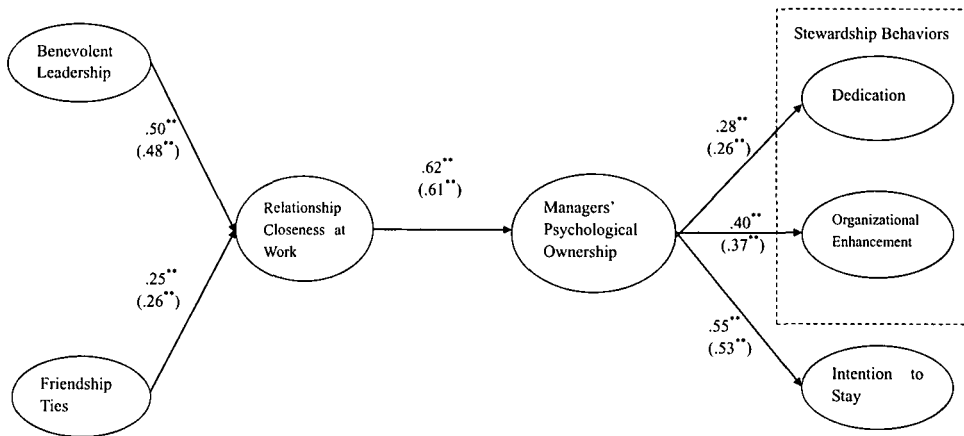 Benevolent
Leadership
.50**
(.48**)
.25**
(.26**)
Friendship
Ties
Relationship
Closeness at
Work
.62**
(.61**)
Managers'
Psychological
Ownership
.28**
(.26**)
.40**
(.37**)
.55**
(.53**)
Stewardship Behaviors
Dedication
Organizational
Enhancement
Intention to
Stay